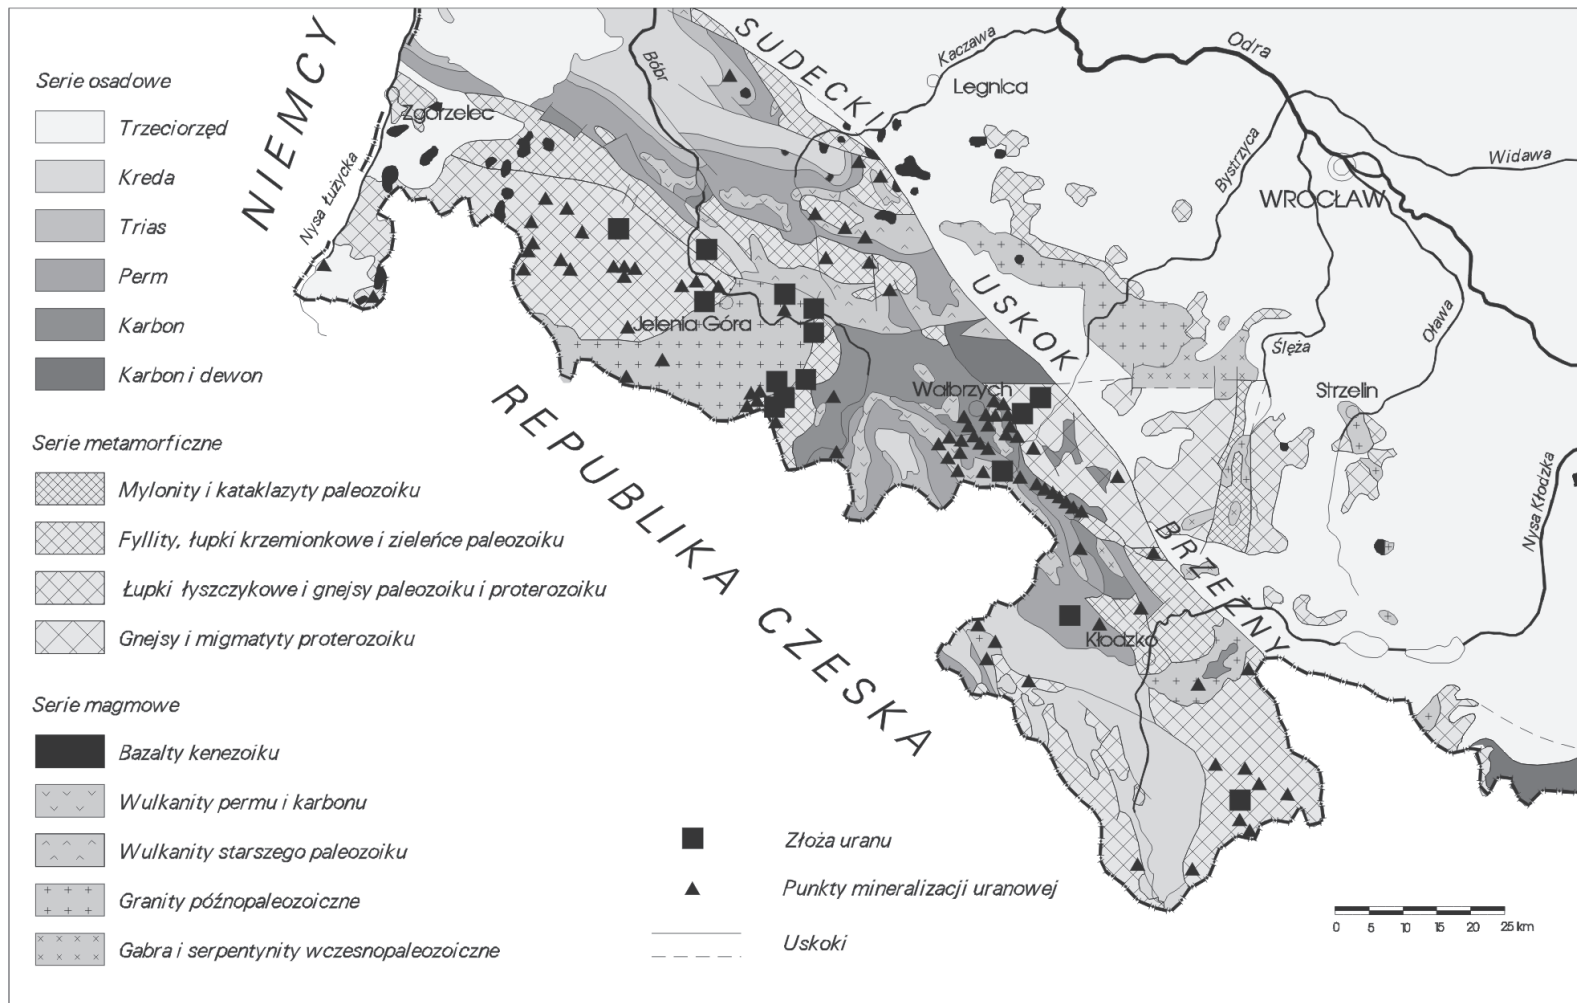 Serie osadowe
Trzeciorzęd
Kreda
Trias
Perm
Karbon
Karbon i dewon
Serie metamorficzne
Mylonity i kataklazyty paleozoiku
Fyllity, łupki krzemionkowe i zieleńce paleozoiku
Łupki łyszczykowe i gnejsy paleozoiku i proterozoiku
Gnejsy i migmatyty proterozoiku
Serie magmowe
Bazalty kenezoiku
Wulkanity permu i karbonu
Wulkanity starszego paleozoiku
Granity późnopaleozoiczne
Gabra i serpentynity wczesnopaleozoiczne
Złoża uranu
Punkty mineralizacji uranowej
Uskoki
NIEMCY
REPUBLIKA CZESKA
SUDECKI
USKOK
BRZEŻNY
Nysa Łużycka
Zgorzelec
Bóbr
Kaczawa
Legnica
Odra
Bystrzyca
Widawa
WROCŁAW
Oława
Ślęża
Strzelin
Jelenia Góra
Wałbrzych
Nysa Kłodzka
Kłodzko
0 5 10 15 20 25 km